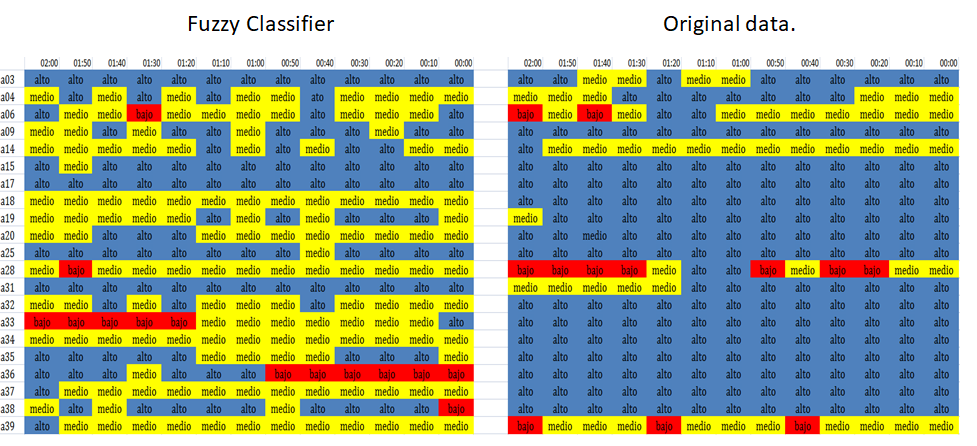 Fuzzy Classifier Original data.
02:00 01:50 01:40 01:30 01:20 01:10 01:00 00:50 00:40 00:30 00:20 00:10 00:00 02:00 01:50 01:40 01:30 01:20 01:10 01:00 00:50 00:40 00:30 00:20 00:10 00:00
a03 alto alto alto alto alto alto alto alto alto alto alto alto alto alto alto medio medio alto medio medio alto alto alto alto alto alto
a04 medio alto medio alto medio alto medio medio ato medio medio medio medio medio medio medio alto alto alto alto alto alto alto medio medio medio
a06 alto medio medio bajo medio medio medio medio alto medio medio medio alto bajo medio bajo medio alto alto medio medio medio medio medio medio medio
a09 medio medio alto medio alto alto medio alto alto alto medio alto alto alto alto alto alto alto alto alto alto alto alto alto alto alto
a14 medio medio medio medio medio alto medio alto medio alto alto medio medio alto medio medio medio medio medio medio medio medio medio medio medio medio
a15 alto medio alto alto alto alto alto alto alto alto alto alto alto alto alto alto alto alto alto alto alto alto alto alto alto alto
a17 alto alto alto alto alto alto alto alto alto alto alto alto alto alto alto alto alto alto alto alto alto alto alto alto alto alto
a18 medio medio medio medio medio medio medio medio medio medio medio medio medio alto alto alto alto alto alto alto alto alto alto alto alto alto
a19 medio medio medio medio medio alto medio alto medio alto alto alto medio medio alto alto alto alto alto alto alto alto alto alto alto alto
a20 medio medio alto alto alto medio medio medio medio medio medio medio medio alto alto medio alto alto alto alto alto alto alto alto alto alto
a25 alto alto alto alto alto alto alto alto medio alto alto alto alto alto alto alto alto alto alto alto alto alto alto alto alto alto
a28 medio bajo medio medio medio medio medio medio medio medio medio medio medio bajo bajo bajo bajo medio alto alto bajo medio bajo bajo medio medio
a31 alto alto alto alto alto alto alto alto alto alto alto alto alto medio medio medio medio medio alto alto alto alto alto alto alto alto
a32 medio medio alto medio alto medio medio medio alto medio medio medio medio alto alto alto alto alto alto alto alto alto alto alto alto alto
a33 bajo bajo bajo bajo bajo medio medio medio medio medio medio medio alto alto alto alto alto alto alto alto alto alto alto alto alto alto
a34 medio medio medio medio medio medio medio medio medio medio medio medio medio alto alto alto alto alto alto alto alto alto alto alto alto alto
a35 alto alto alto alto alto medio medio medio medio alto alto alto medio alto alto alto alto alto alto alto alto alto alto alto alto alto
a36 alto alto alto medio alto alto alto bajo bajo bajo bajo bajo bajo alto alto alto alto alto alto alto alto alto alto alto alto alto
a37 alto medio medio medio medio medio medio medio medio medio medio medio medio alto alto alto alto alto alto alto alto alto alto alto alto alto
a38 medio alto medio alto alto alto alto medio alto alto alto alto bajo alto alto alto alto alto alto alto alto alto alto alto alto alto
a39 alto medio medio medio medio medio medio medio medio medio medio medio medio bajo medio medio medio bajo medio medio medio bajo medio medio medio medio